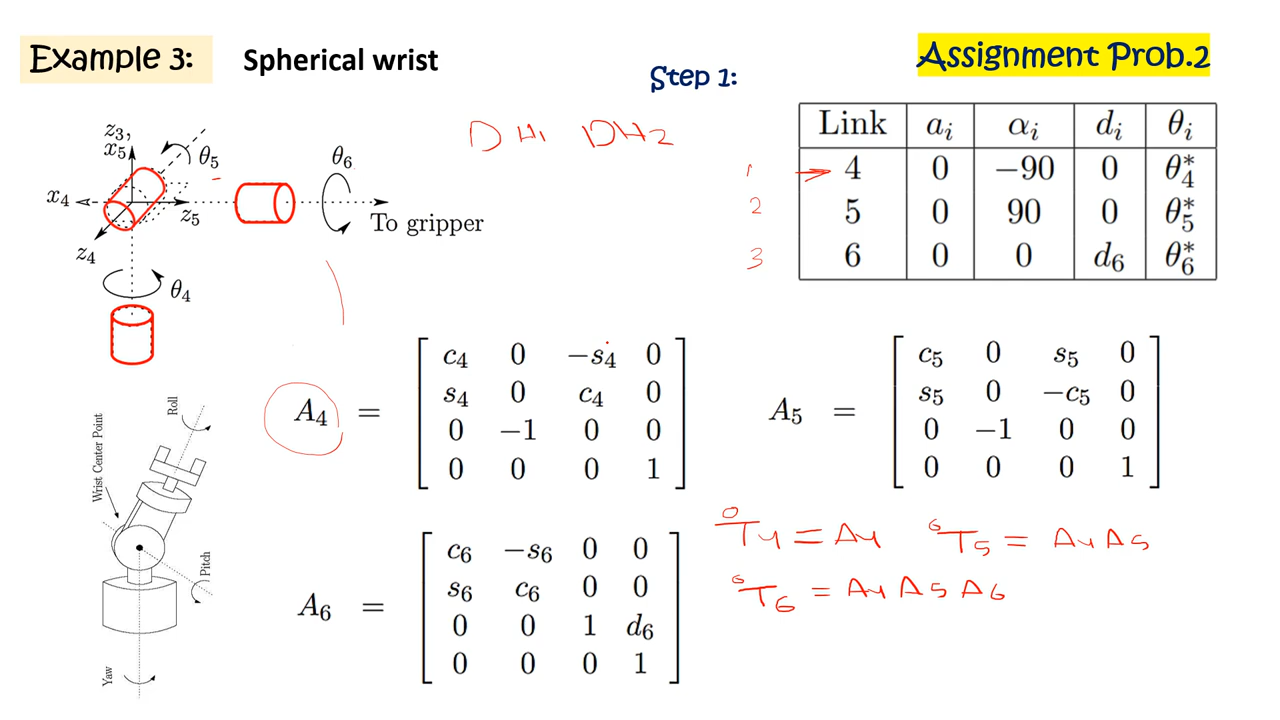 Example 3:
Spherical wrist
Assignment Prob.2
Step 1:
DH1 DH2
z3,
x5
θ5
θ6
x4
z5
To gripper
z4
θ4
Link ai αi di θi
1 → 4 0 −90 0 θ4*
2 5 0 90 0 θ5*
3 6 0 0 d6 θ6*
A4 =
c4 0 −s4 0
s4 0 c4 0
0 −1 0 0
0 0 0 1
A5 =
c5 0 s5 0
s5 0 −c5 0
0 −1 0 0
0 0 0 1
Roll
Wrist Center Point
Pitch
Yaw
A6 =
c6 −s6 0 0
s6 c6 0 0
0 0 1 d6
0 0 0 1
0T4 = A4 0T5 = A4 A5
0T6 = A4 A5 A6